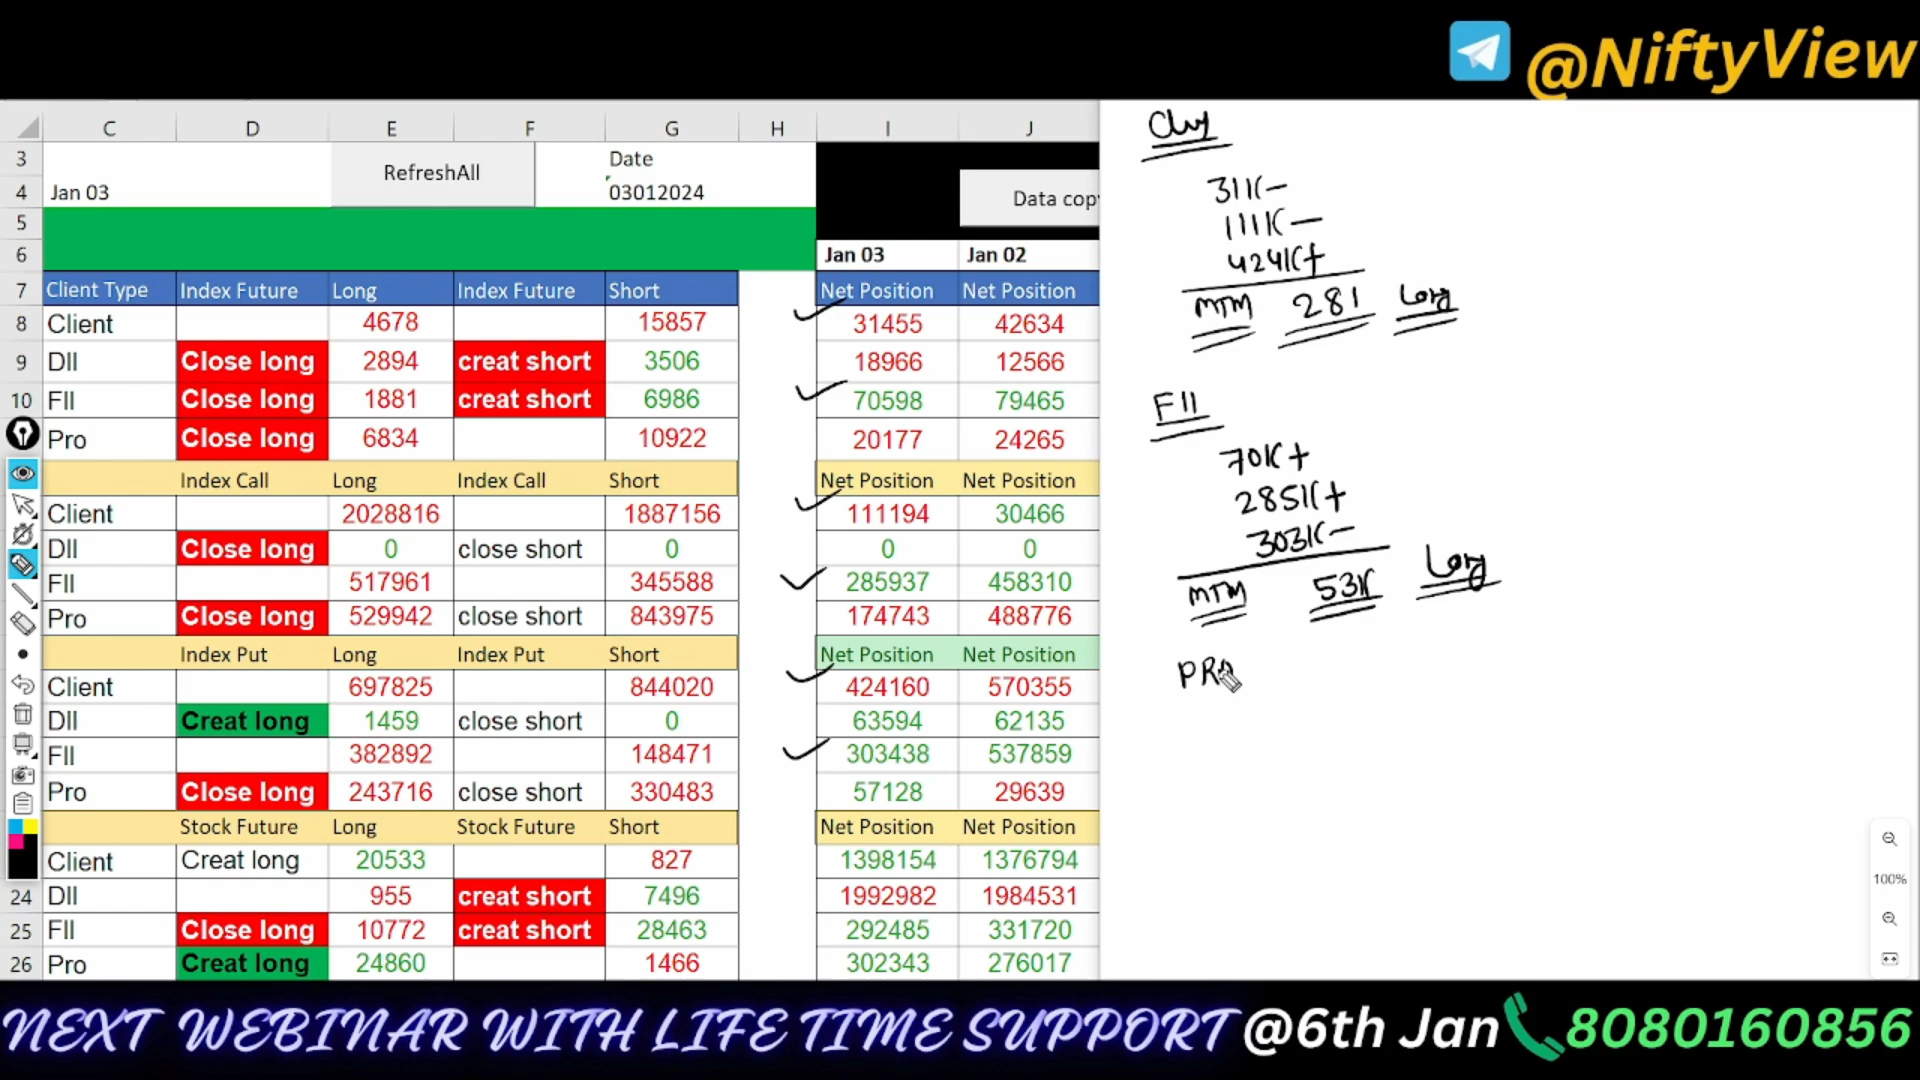 @NiftyView
C D E F G H I J
3 RefreshAll Date Data copy
4 Jan 03 03012024
5
6 Jan 03 Jan 02
7 Client Type Index Future Long Index Future Short Net Position Net Position
8 Client 4678 15857 31455 42634
9 DII Close long 2894 creat short 3506 18966 12566
10 FII Close long 1881 creat short 6986 70598 79465
Pro Close long 6834 10922 20177 24265
Index Call Long Index Call Short Net Position Net Position
Client 2028816 1887156 111194 30466
DII Close long 0 close short 0 0 0
FII 517961 345588 285937 458310
Pro Close long 529942 close short 843975 174743 488776
Index Put Long Index Put Short Net Position Net Position
Client 697825 844020 424160 570355
DII Creat long 1459 close short 0 63594 62135
FII 382892 148471 303438 537859
Pro Close long 243716 close short 330483 57128 29639
Stock Future Long Stock Future Short Net Position Net Position
Client Creat long 20533 827 1398154 1376794
24 DII 955 creat short 7496 1992982 1984531
25 FII Close long 10772 creat short 28463 292485 331720
26 Pro Creat long 24860 1466 302343 276017
31K-
111K-
424K+
MTM 281 Long
FII
70K+
285K+
303K-
MTM 53K Long
PRO
100%
NEXT WEBINAR WITH LIFE TIME SUPPORT @6th Jan 8080160856